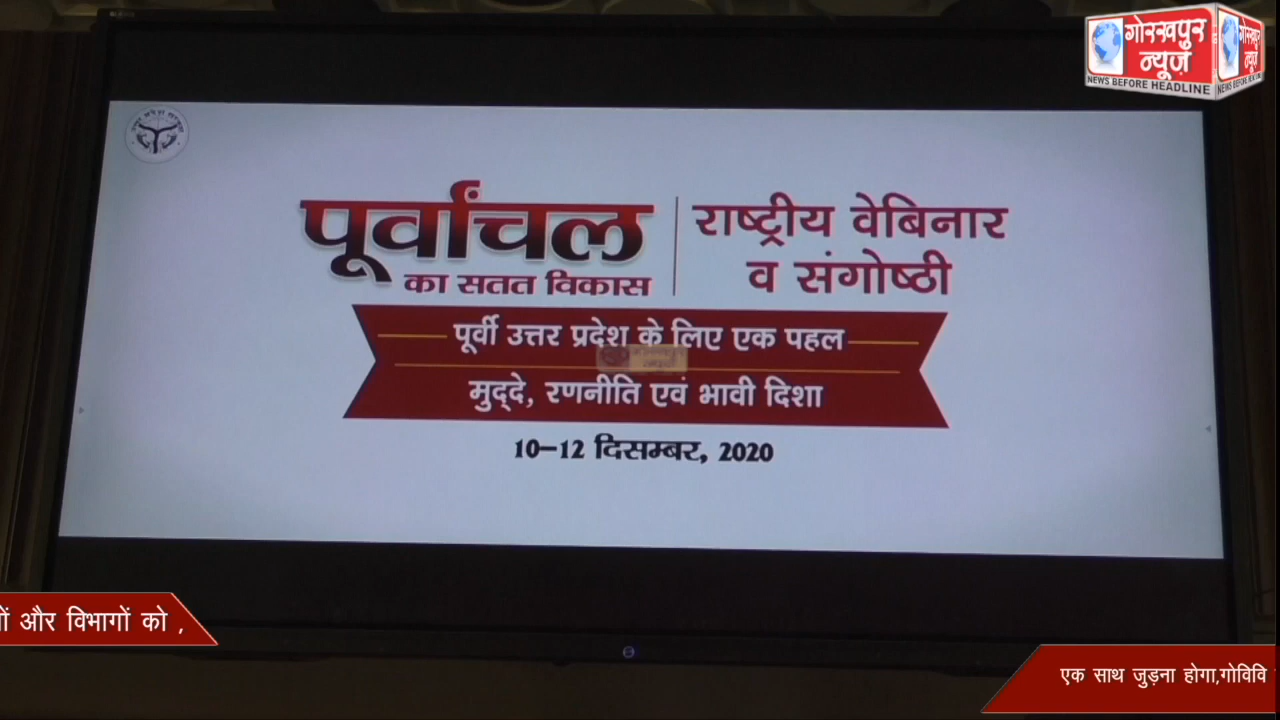 गोरखपुर
न्यूज़
NEWS BEFORE HEADLINE
पूर्वांचल
का सतत विकास
राष्ट्रीय वेबिनार
व संगोष्ठी
पूर्वी उत्तर प्रदेश के लिए एक पहल
मुद्दे, रणनीति एवं भावी दिशा
10–12 दिसम्बर, 2020
और विभागों को ,
एक साथ जुड़ना होगा,गोविवि